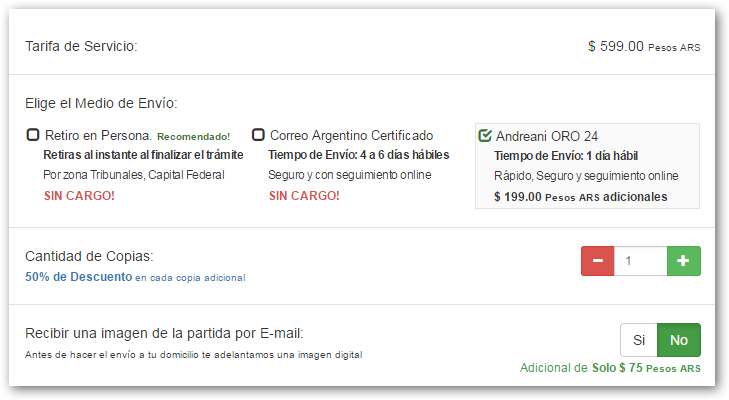 Tarifa de Servicio:
$ 599.00 Pesos ARS
Elige el Medio de Envío:
Retiro en Persona. Recomendado!
Retiras al instante al finalizar el trámite
Por zona Tribunales, Capital Federal
SIN CARGO!
Correo Argentino Certificado
Tiempo de Envío: 4 a 6 días hábiles
Seguro y con seguimiento online
SIN CARGO!
Andreani ORO 24
Tiempo de Envío: 1 día hábil
Rápido, Seguro y seguimiento online
$ 199.00 Pesos ARS adicionales
Cantidad de Copias:
50% de Descuento en cada copia adicional
1
Recibir una imagen de la partida por E-mail:
Antes de hacer el envío a tu domicilio te adelantamos una imagen digital
Si No
Adicional de Solo $ 75 Pesos ARS